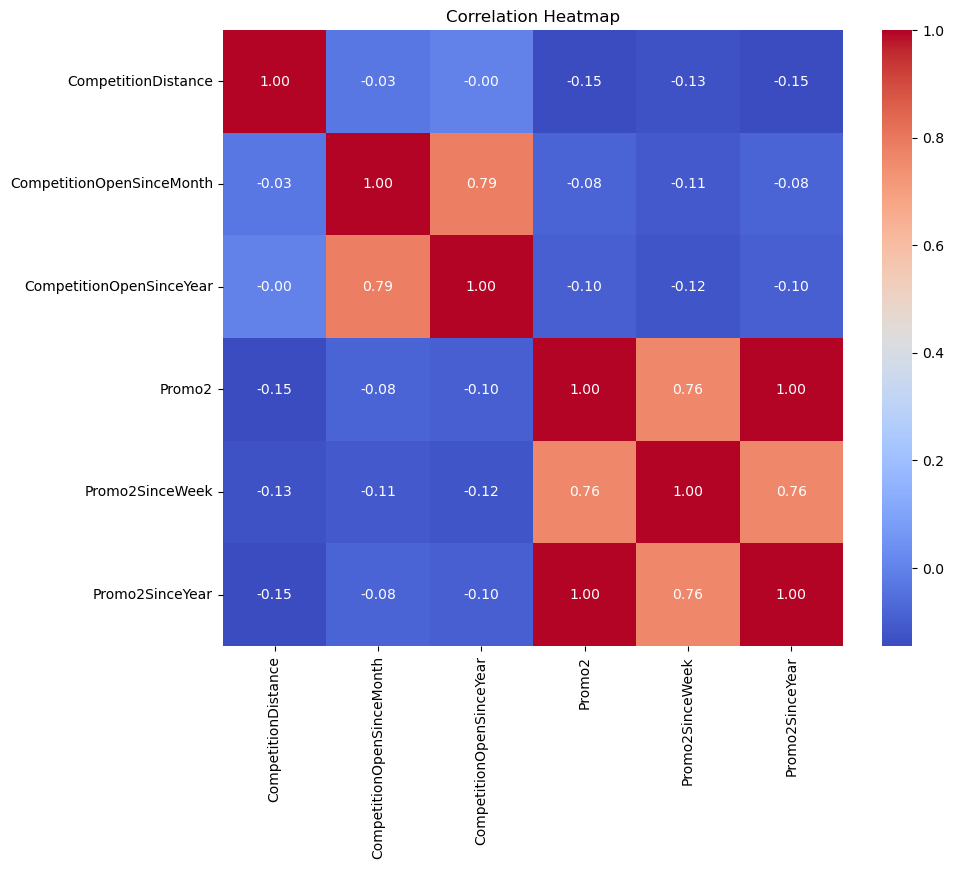 Correlation Heatmap
CompetitionDistance 1.00 -0.03 -0.00 -0.15 -0.13 -0.15
CompetitionOpenSinceMonth -0.03 1.00 0.79 -0.08 -0.11 -0.08
CompetitionOpenSinceYear -0.00 0.79 1.00 -0.10 -0.12 -0.10
Promo2 -0.15 -0.08 -0.10 1.00 0.76 1.00
Promo2SinceWeek -0.13 -0.11 -0.12 0.76 1.00 0.76
Promo2SinceYear -0.15 -0.08 -0.10 1.00 0.76 1.00
CompetitionDistance
CompetitionOpenSinceMonth
CompetitionOpenSinceYear
Promo2
Promo2SinceWeek
Promo2SinceYear
1.0
0.8
0.6
0.4
0.2
0.0